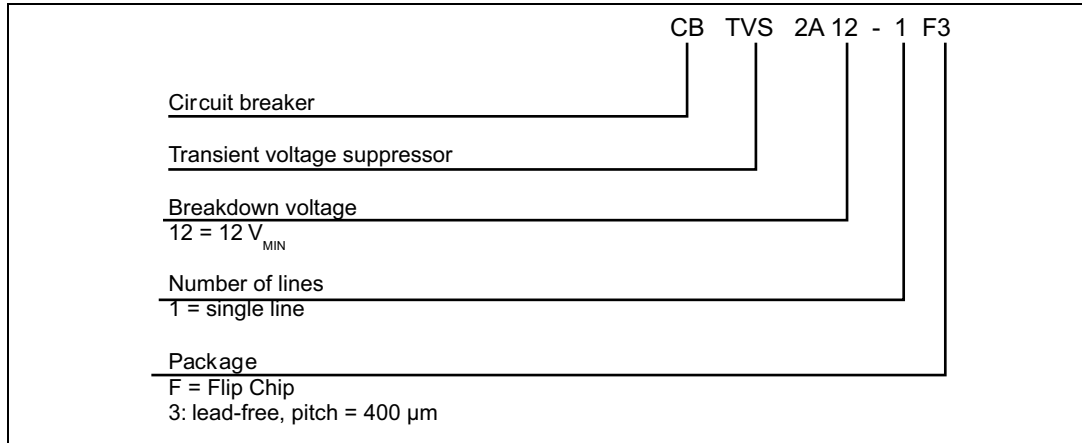 CB TVS 2A 12 - 1 F3
Circuit breaker
Transient voltage suppressor
Breakdown voltage
12 = 12 VMIN
Number of lines
1 = single line
Package
F = Flip Chip
3: lead-free, pitch = 400 µm